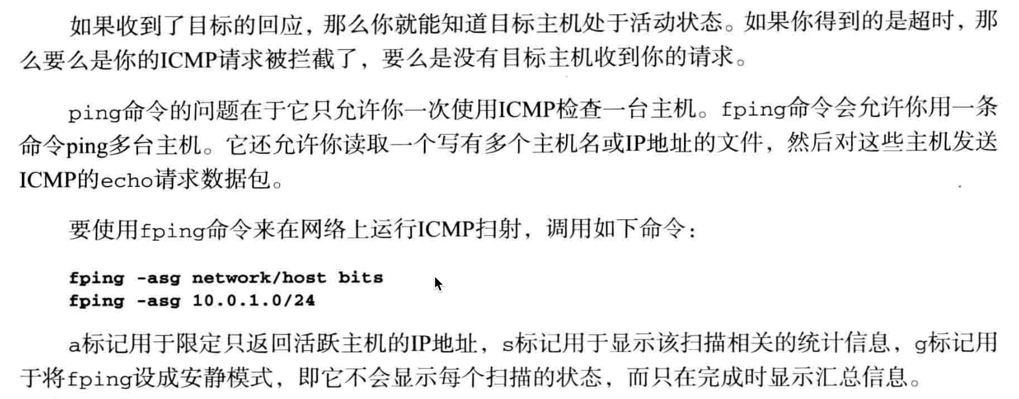 如果收到了目标的回应，那么你就能知道目标主机处于活动状态。如果你得到的是超时，那
么要么是你的ICMP请求被拦截了，要么是没有目标主机收到你的请求。
ping命令的问题在于它只允许你一次使用ICMP检查一台主机。fping命令会允许你用一条
命令ping多台主机。它还允许你读取一个写有多个主机名或IP地址的文件，然后对这些主机发送
ICMP的echo请求数据包。
要使用fping命令来在网络上运行ICMP扫射，调用如下命令：
fping -asg network/host bits
fping -asg 10.0.1.0/24
a标记用于限定只返回活跃主机的IP地址，s标记用于显示该扫描相关的统计信息，g标记用
于将fping设成安静模式，即它不会显示每个扫描的状态，而只在完成时显示汇总信息。